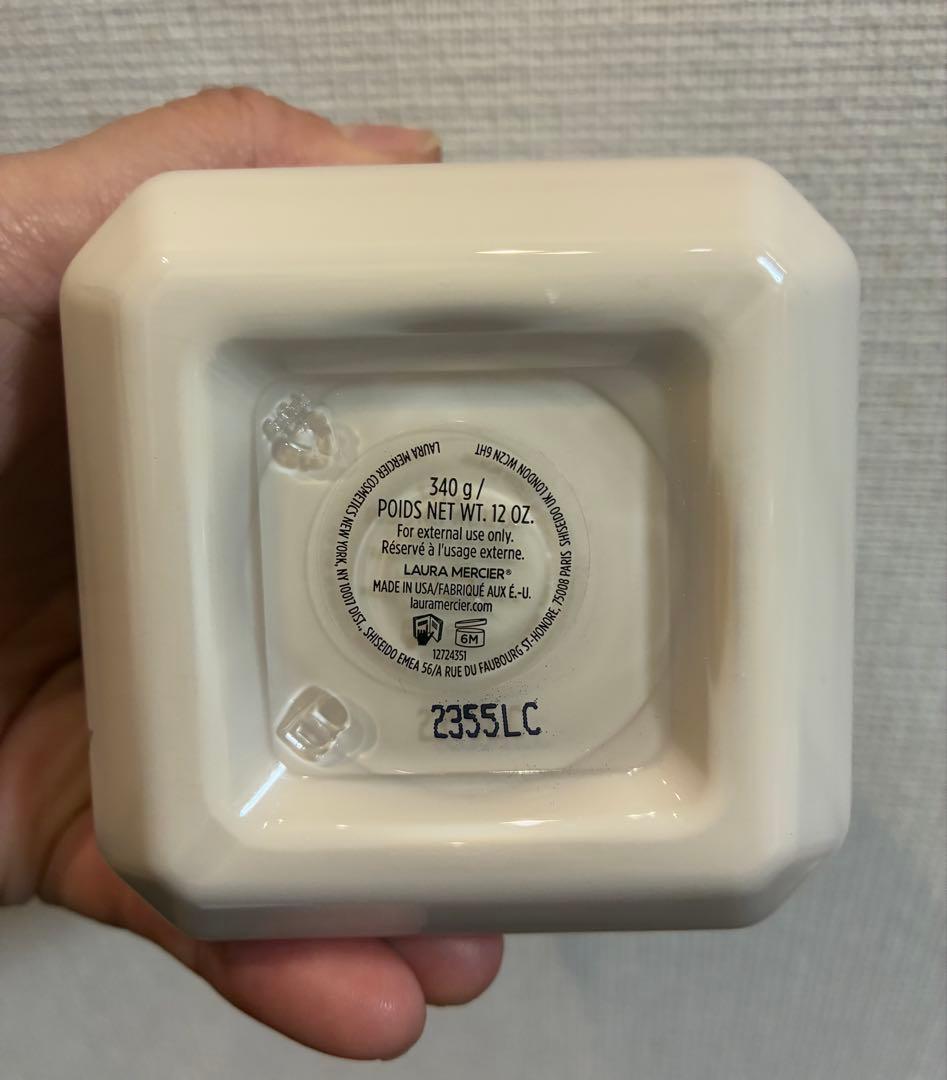 LAURA MERCIER COSMETICS NEW YORK, NY 10017 DIST., SHISEIDO EMEA 56/A RUE DU FAUBOURG ST-HONORE, 75008 PARIS SHISEIDO UK LONDON WC2N 6HT
340 g /
POIDS NET WT. 12 OZ.
For external use only.
Réservé à l'usage externe.
LAURA MERCIER®
MADE IN USA/FABRIQUÉ AUX É.-U.
lauramercier.com
6M
12724351
2355LC